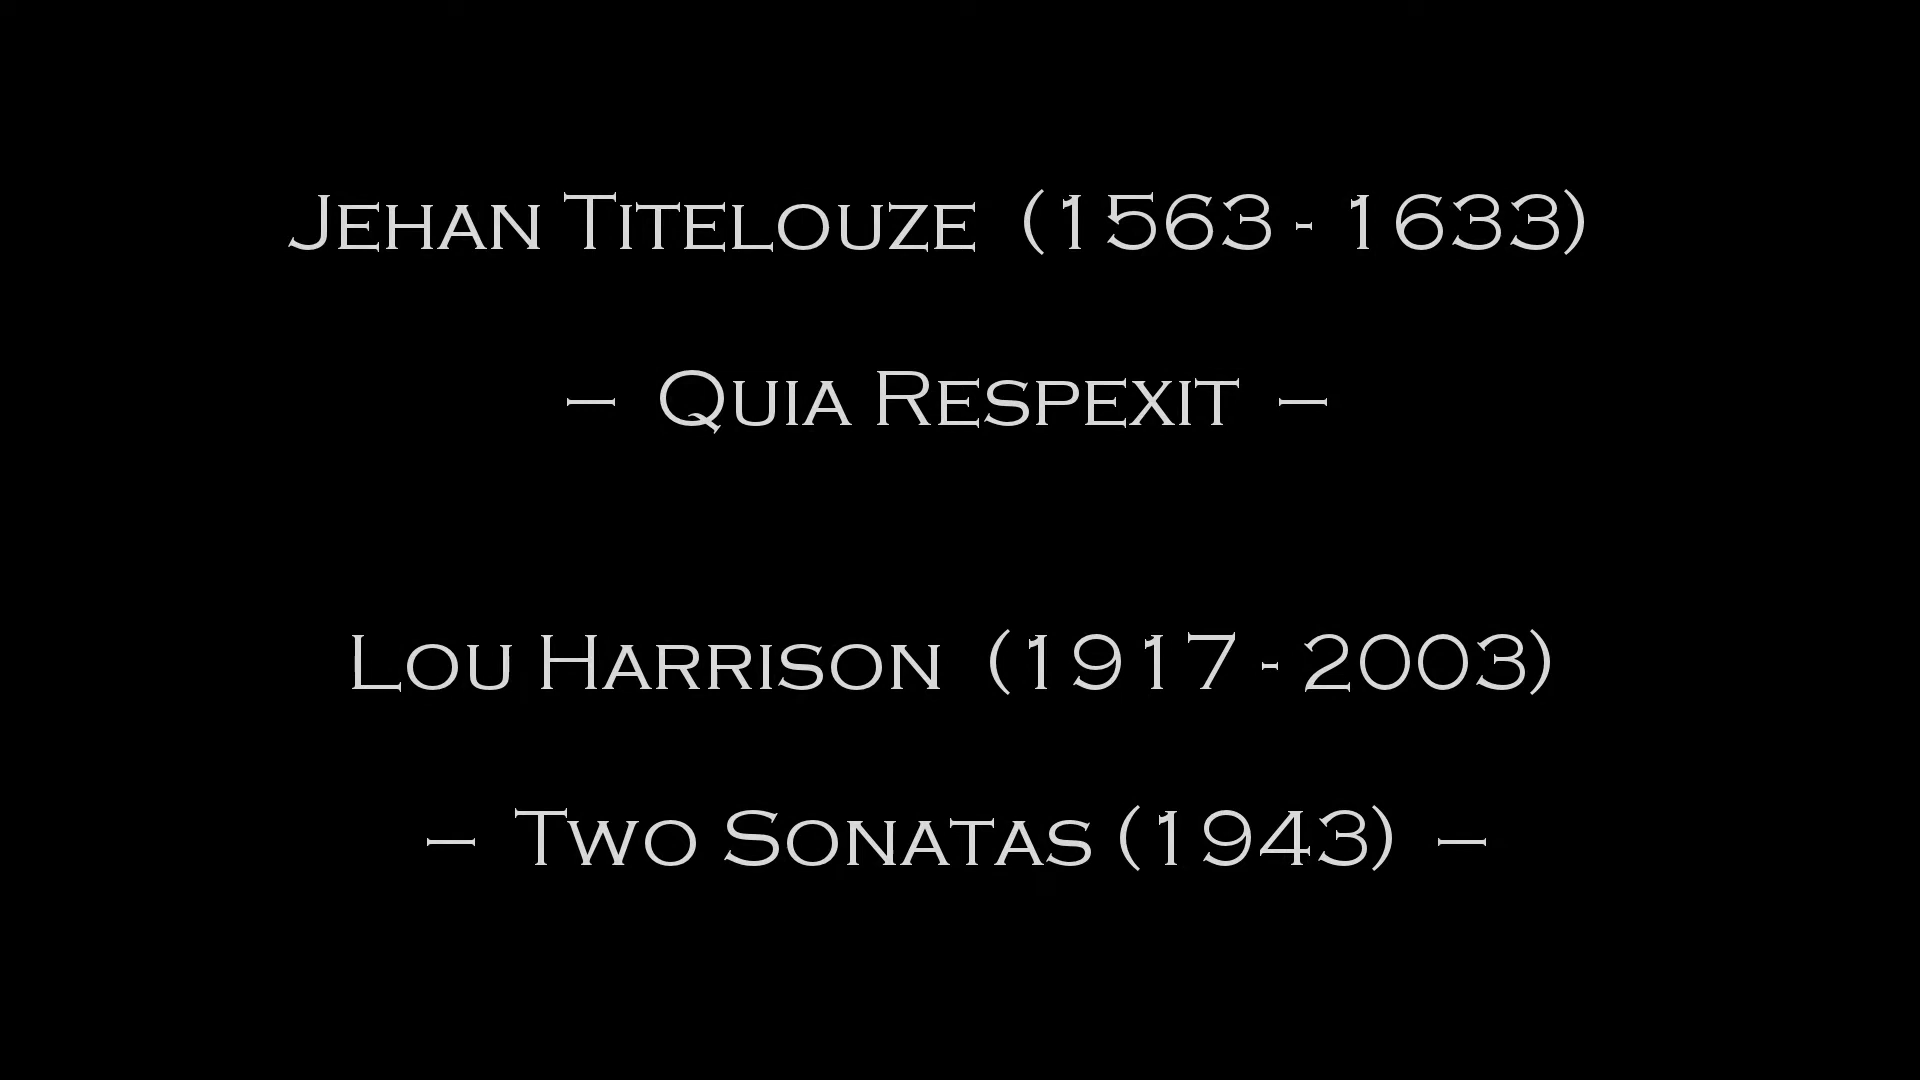 Jehan Titelouze (1563 - 1633)
– Quia Respexit –
Lou Harrison (1917 - 2003)
– Two Sonatas (1943) –